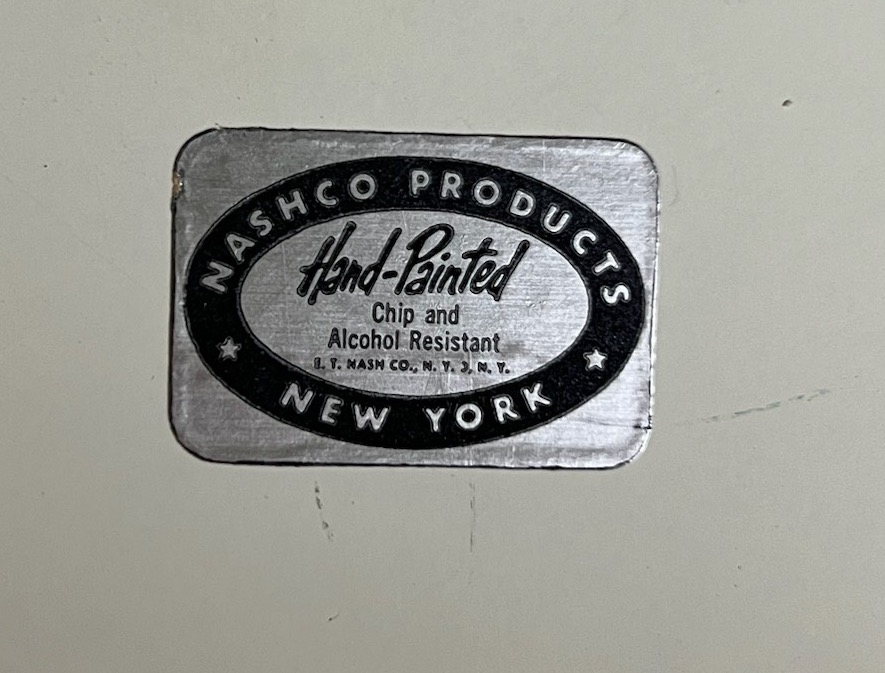 NASHCO PRODUCTS
Hand-Painted
Chip and
Alcohol Resistant
E. T. NASH CO., N. Y. 3, N. Y.
NEW YORK